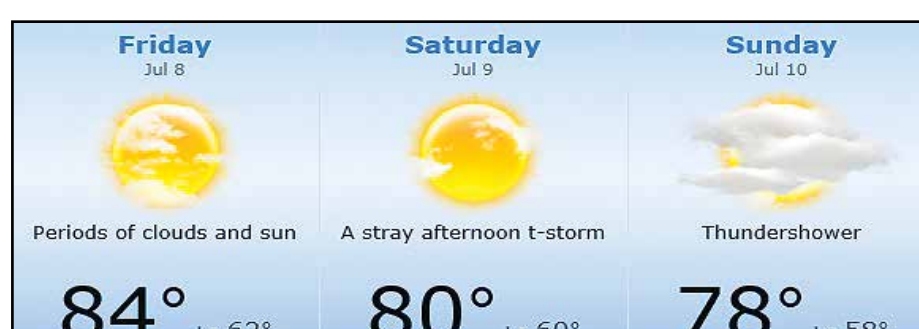 Friday
Jul 8
Periods of clouds and sun
84°
Saturday
Jul 9
A stray afternoon t-storm
80°
Sunday
Jul 10
Thundershower
78°